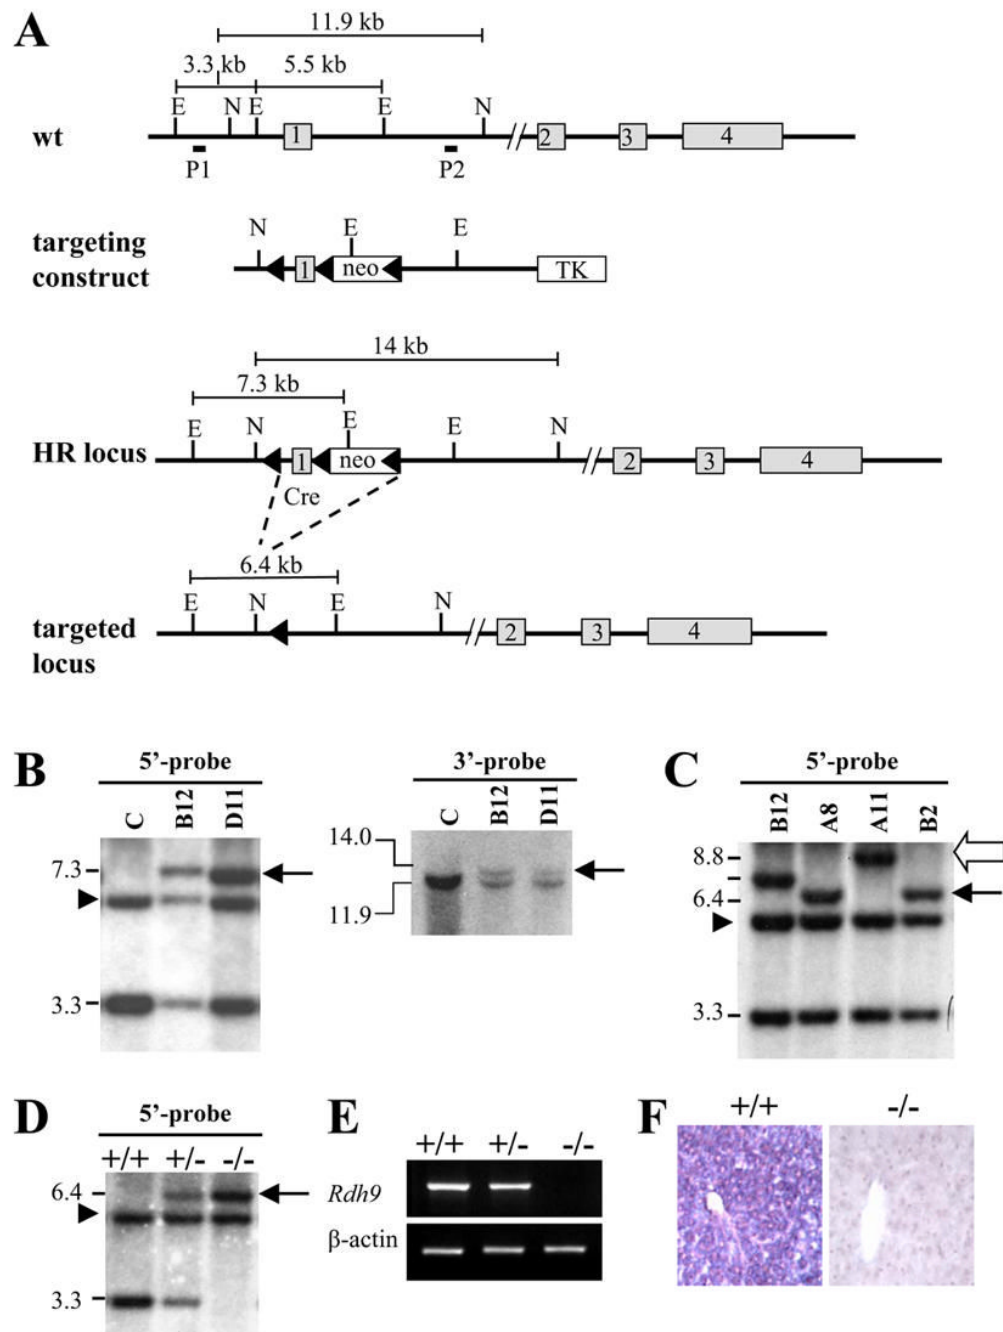 A
11.9 kb
3.3 kb 5.5 kb
E N E E N
wt
1 2 3 4
P1 P2
targeting construct
N E E
1 neo TK
14 kb
7.3 kb
E N E E N
HR locus
1 neo 2 3 4
Cre
6.4 kb
E N E N
targeted locus
2 3 4
B
5'-probe
C B12 D11
7.3
3.3
3'-probe
C B12 D11
14.0
11.9
C
5'-probe
B12 A8 A11 B2
8.8
6.4
3.3
D
5'-probe
+/+ +/- -/-
6.4
3.3
E
+/+ +/- -/-
Rdh9
β-actin
F
+/+ -/-